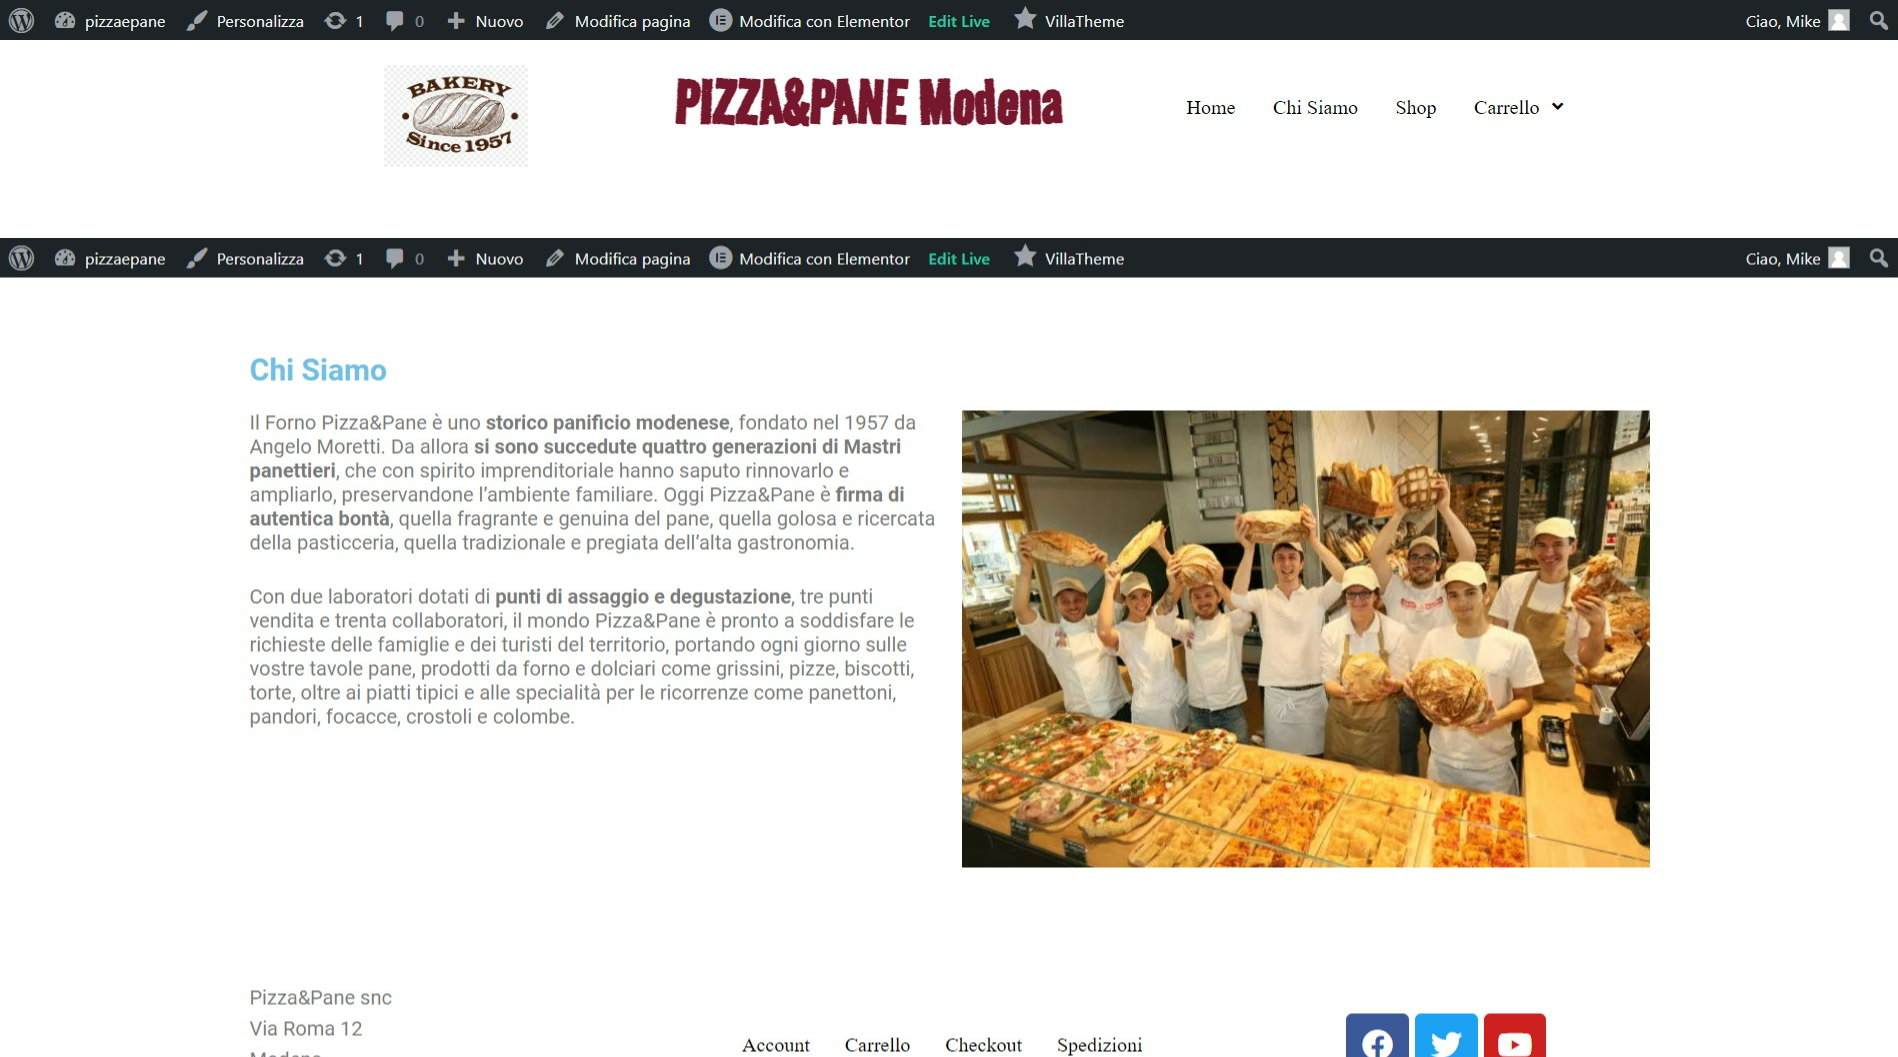 pizzaepane Personalizza 1 0 Nuovo Modifica pagina Modifica con Elementor Edit Live VillaTheme Ciao, Mike
BAKERY
Since 1957
PIZZA&PANE Modena
Home Chi Siamo Shop Carrello
pizzaepane Personalizza 1 0 Nuovo Modifica pagina Modifica con Elementor Edit Live VillaTheme Ciao, Mike
Chi Siamo
Il Forno Pizza&Pane è uno storico panificio modenese, fondato nel 1957 da
Angelo Moretti. Da allora si sono succedute quattro generazioni di Mastri
panettieri, che con spirito imprenditoriale hanno saputo rinnovarlo e
ampliarlo, preservandone l’ambiente familiare. Oggi Pizza&Pane è firma di
autentica bontà, quella fragrante e genuina del pane, quella golosa e ricercata
della pasticceria, quella tradizionale e pregiata dell’alta gastronomia.
Con due laboratori dotati di punti di assaggio e degustazione, tre punti
vendita e trenta collaboratori, il mondo Pizza&Pane è pronto a soddisfare le
richieste delle famiglie e dei turisti del territorio, portando ogni giorno sulle
vostre tavole pane, prodotti da forno e dolciari come grissini, pizze, biscotti,
torte, oltre ai piatti tipici e alle specialità per le ricorrenze come panettoni,
pandori, focacce, crostoli e colombe.
Pizza&Pane snc
Via Roma 12
Modena
Account Carrello Checkout Spedizioni